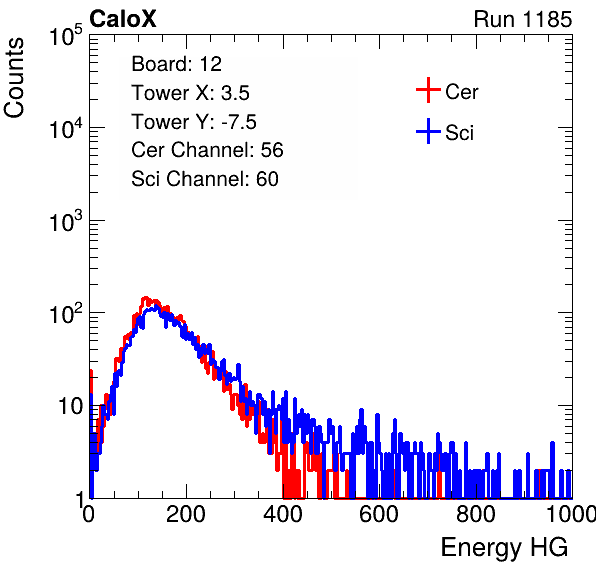 CaloX Run 1185
Counts
10^5
10^4
10^3
10^2
10
1
Board: 12
Tower X: 3.5
Tower Y: -7.5
Cer Channel: 56
Sci Channel: 60
Cer
Sci
0 200 400 600 800 1000
Energy HG